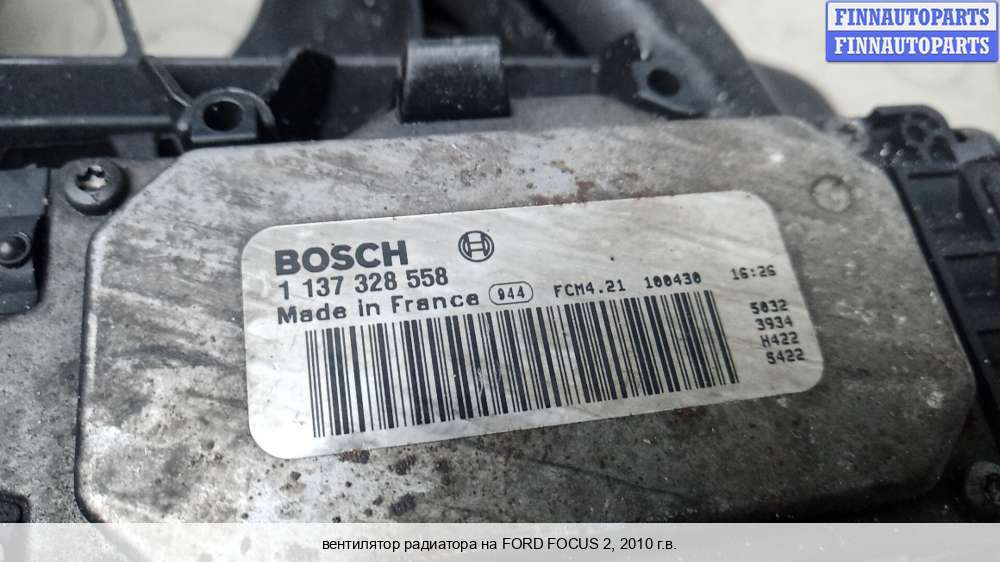 FINNAUTOPARTS
FINNAUTOPARTS
BOSCH
1 137 328 558
Made in France 944 FCM4.21 100430 16:26
5032
3934
H422
S422
вентилятор радиатора на FORD FOCUS 2, 2010 г.в.